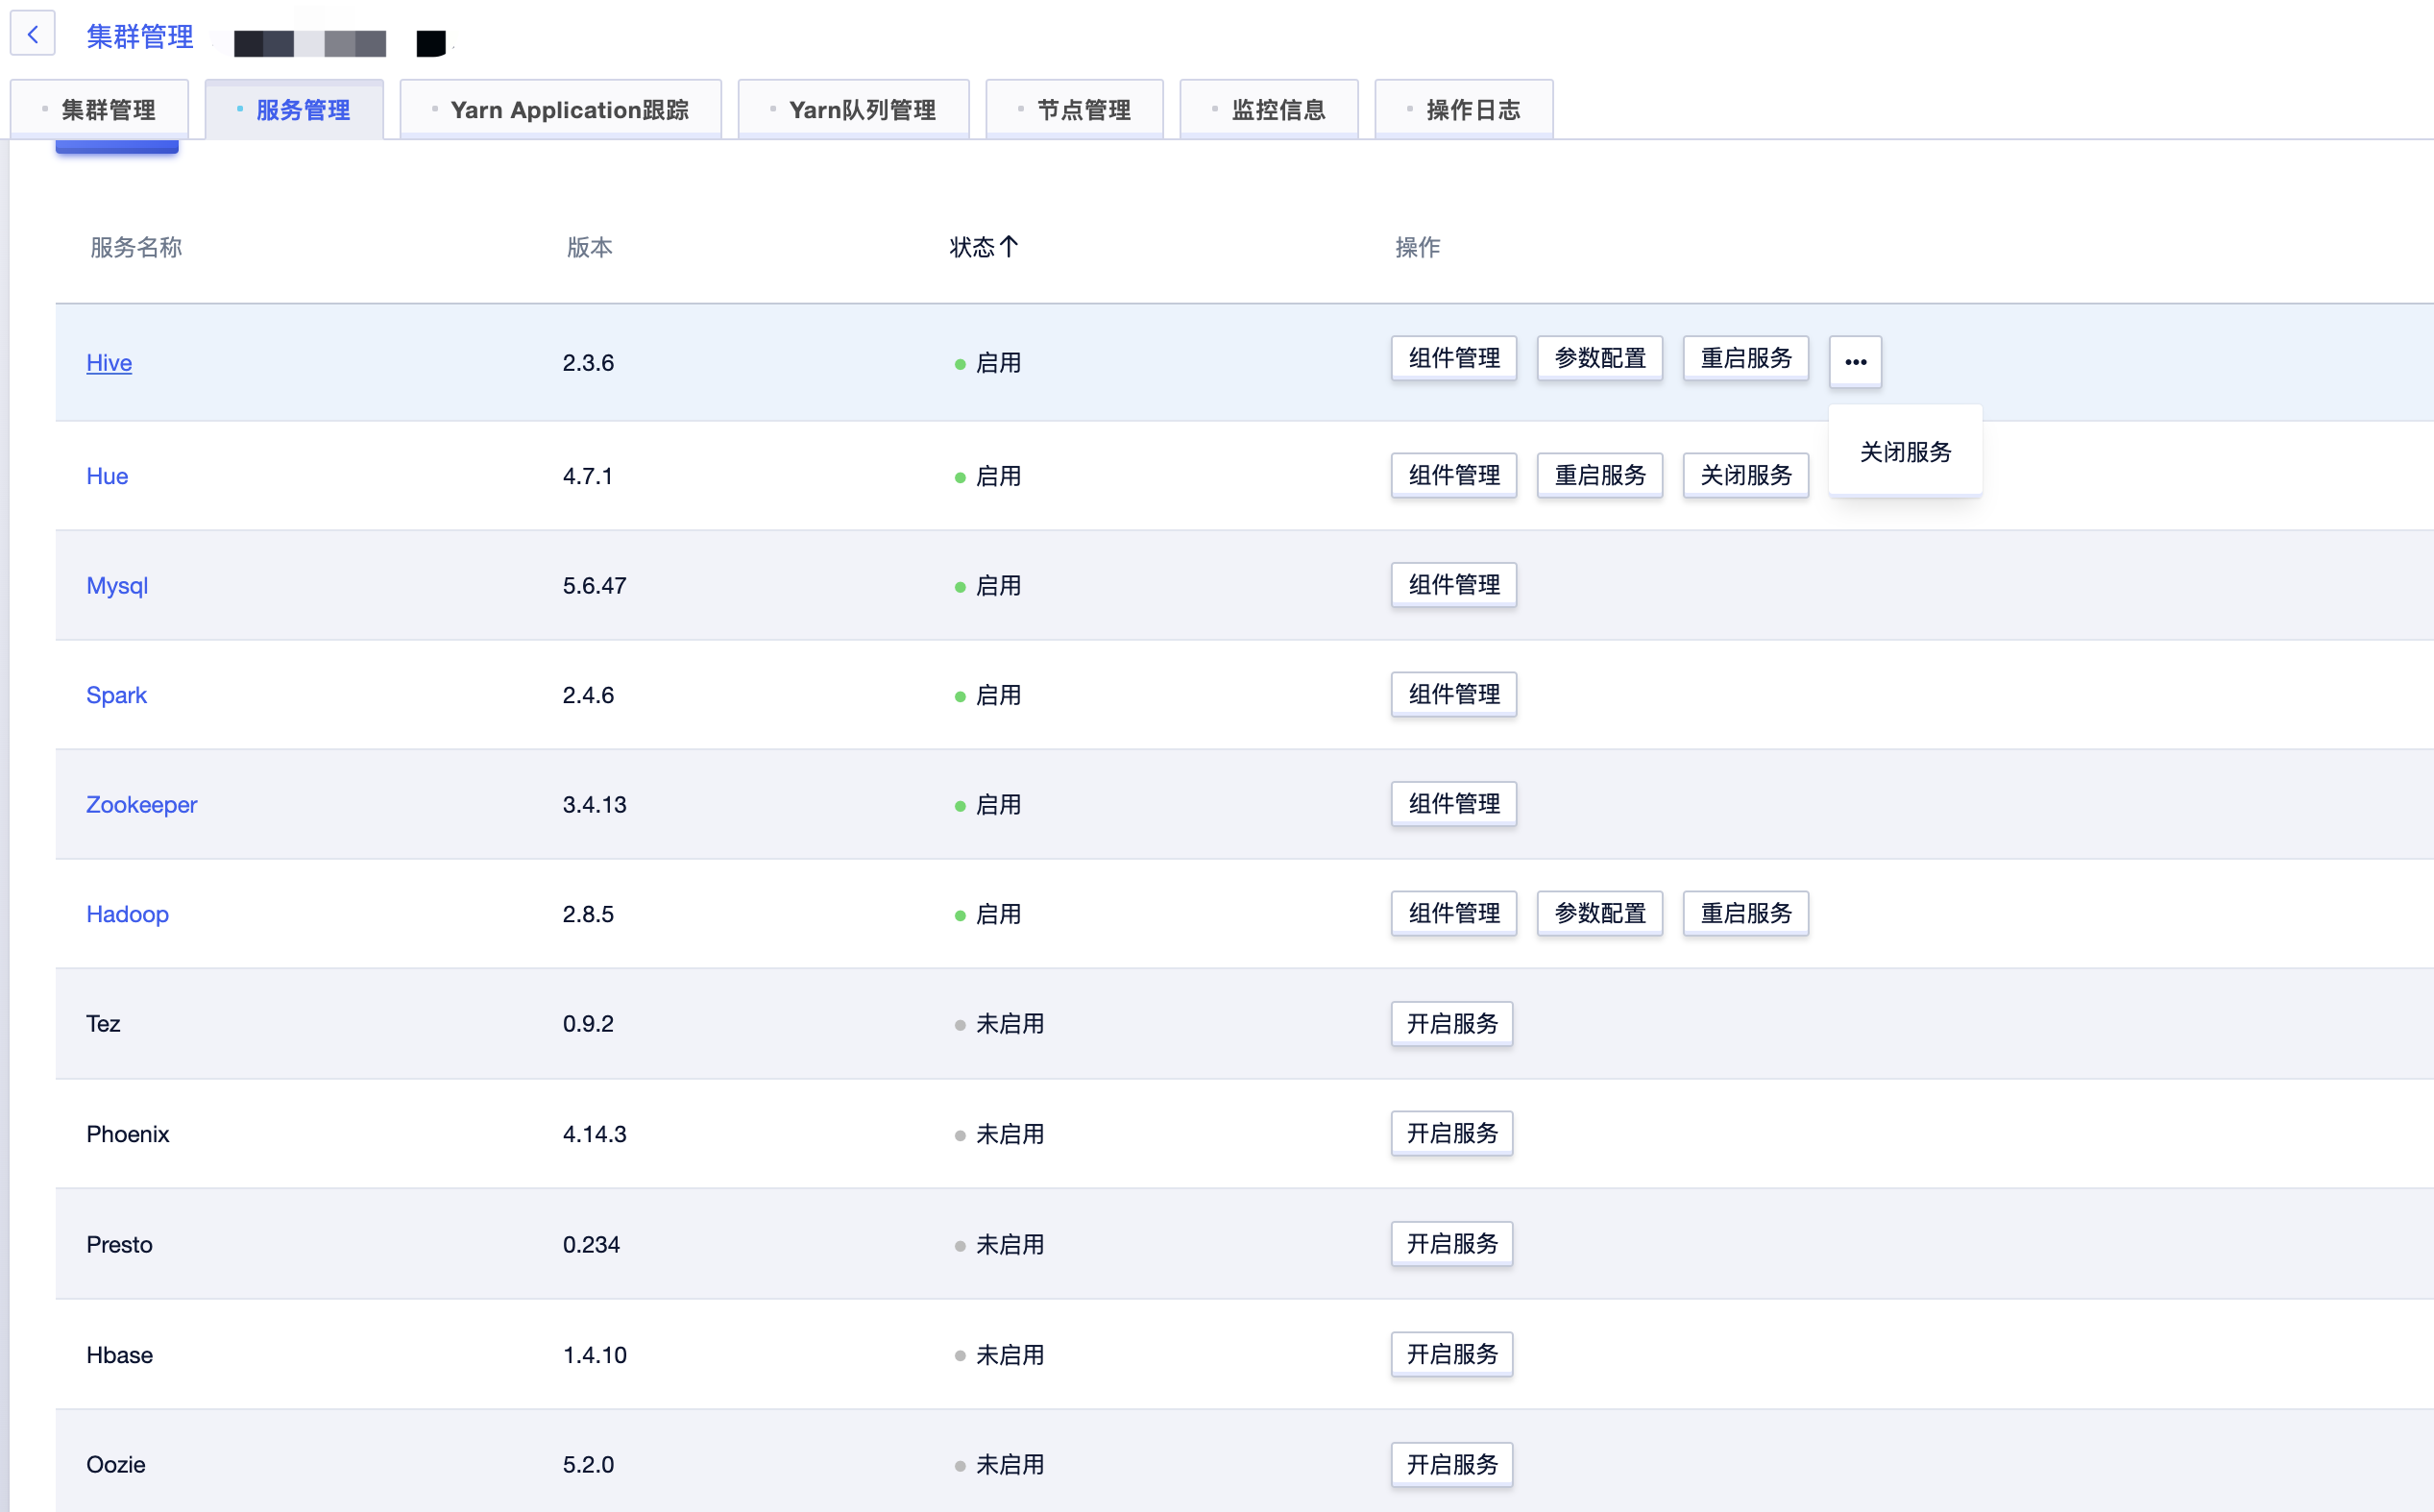 集群管理
集群管理 服务管理 Yarn Application跟踪 Yarn队列管理 节点管理 监控信息 操作日志
服务名称 版本 状态↑ 操作
Hive 2.3.6 启用 组件管理 参数配置 重启服务 •••
关闭服务
Hue 4.7.1 启用 组件管理 重启服务 关闭服务
Mysql 5.6.47 启用 组件管理
Spark 2.4.6 启用 组件管理
Zookeeper 3.4.13 启用 组件管理
Hadoop 2.8.5 启用 组件管理 参数配置 重启服务
Tez 0.9.2 未启用 开启服务
Phoenix 4.14.3 未启用 开启服务
Presto 0.234 未启用 开启服务
Hbase 1.4.10 未启用 开启服务
Oozie 5.2.0 未启用 开启服务